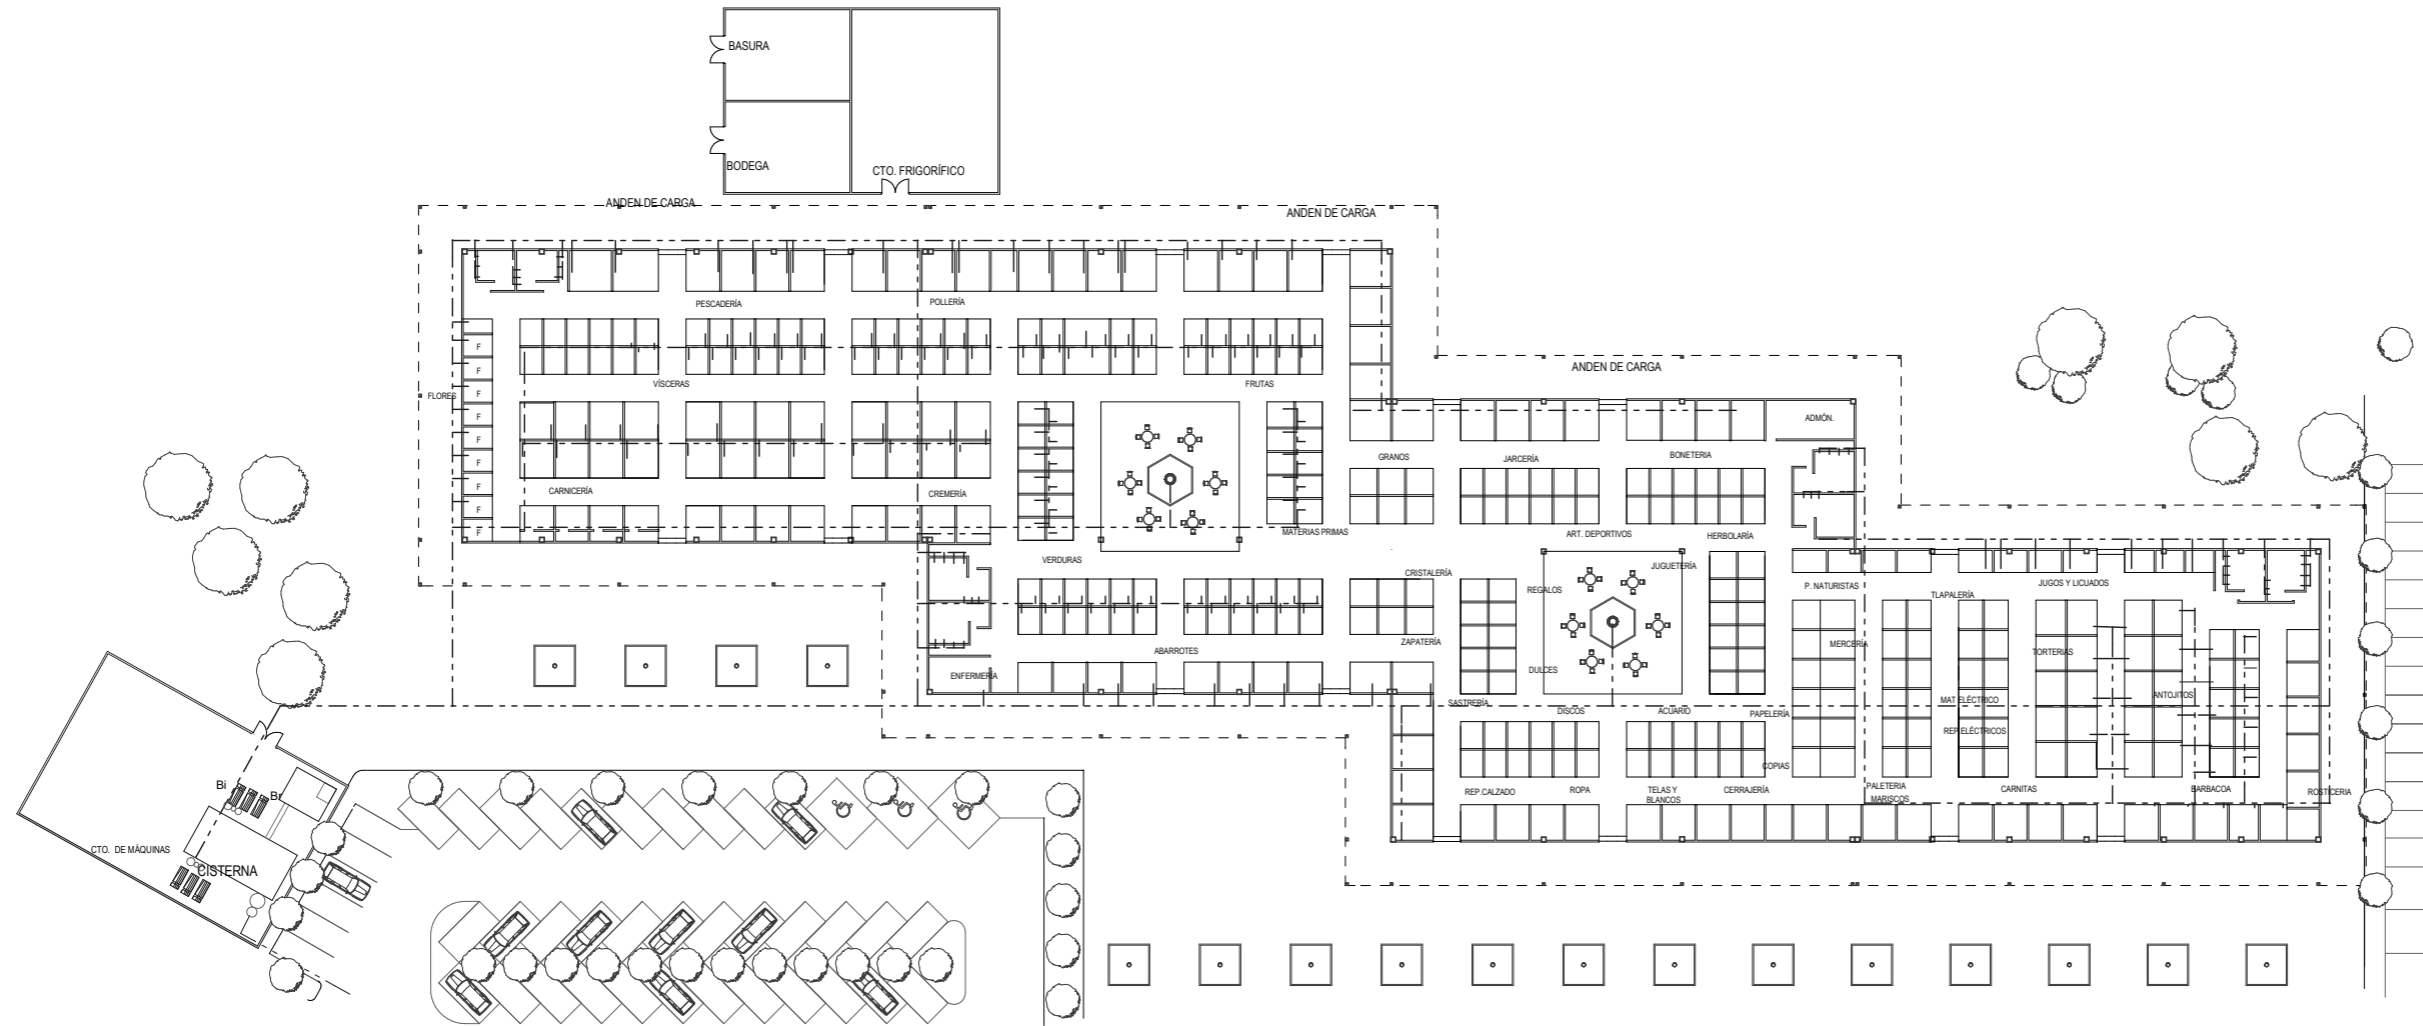 BASURA
BODEGA
CTO. FRIGORÍFICO
ANDEN DE CARGA
ANDEN DE CARGA
ANDEN DE CARGA
PESCADERÍA
POLLERÍA
VÍSCERAS
FRUTAS
FLORES
F
F
F
F
F
F
F
F
F
CARNICERÍA
CREMERÍA
VERDURAS
MATERIAS PRIMAS
ABARROTES
ENFERMERÍA
GRANOS
JARCERÍA
BONETERIA
ADMÓN.
ART. DEPORTIVOS
HERBOLARÍA
CRISTALERÍA
REGALOS
JUGUETERÍA
ZAPATERÍA
DULCES
SASTRERÍA
DISCOS
ACUARIO
PAPELERÍA
COPIAS
REP.CALZADO
ROPA
TELAS Y
BLANCOS
CERRAJERÍA
P. NATURISTAS
TLAPALERÍA
JUGOS Y LICUADOS
MERCERÍA
TORTERIAS
MAT ELÉCTRICO
ANTOJITOS
REP.ELÉCTRICOS
PALETERIA
MARISCOS
CARNITAS
BARBACOA
ROSTICERIA
Bi
Br
CTO. DE MÁQUINAS
CISTERNA